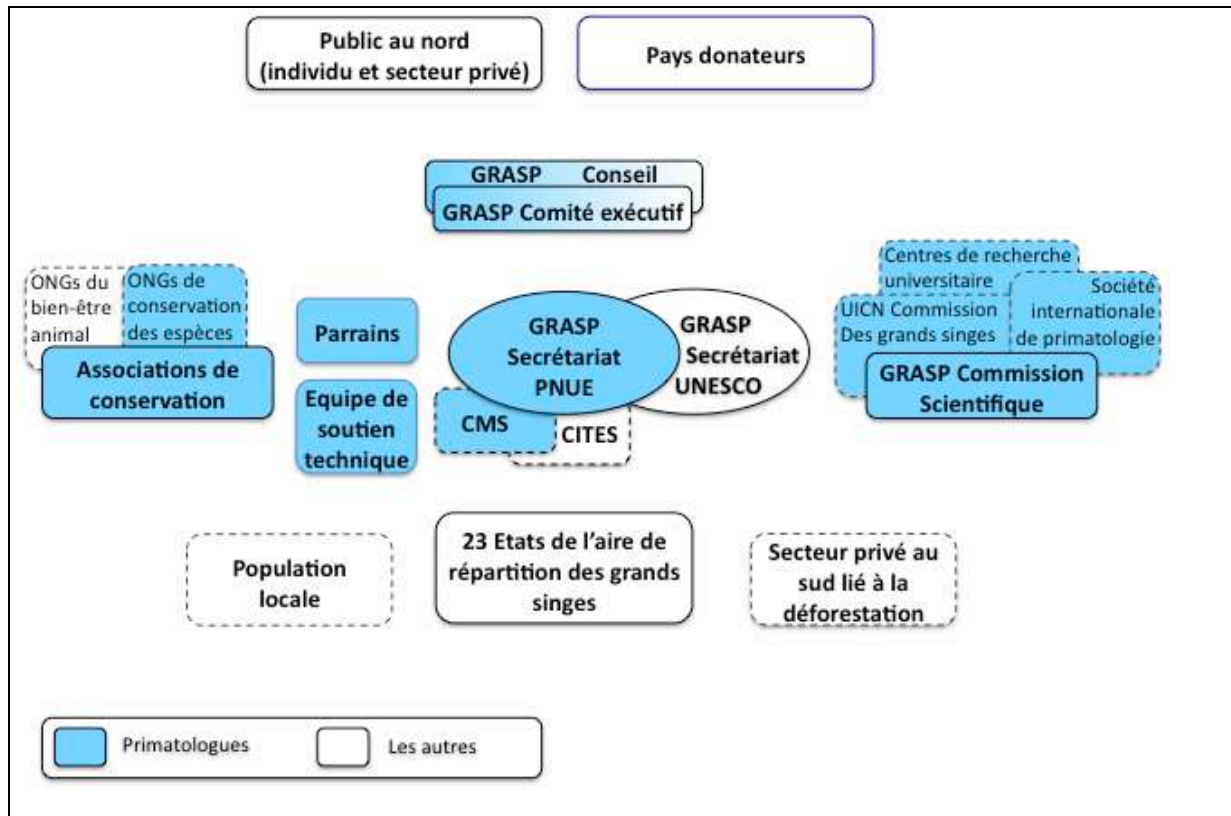 Public au nord
(individu et secteur privé)
Pays donateurs
GRASP Conseil
GRASP Comité exécutif
ONGs du
bien-être
animal
ONGs de
conservation
des espèces
Associations de
conservation
Parrains
Equipe de
soutien
technique
GRASP
Secrétariat
PNUE
GRASP
Secrétariat
UNESCO
CMS
CITES
Centres de recherche
universitaire
UICN Commission
Des grands singes
Société
internationale
de primatologie
GRASP Commission
Scientifique
Population
locale
23 Etats de l'aire de
répartition des grands
singes
Secteur privé au
sud lié à la
déforestation
Primatologues
Les autres